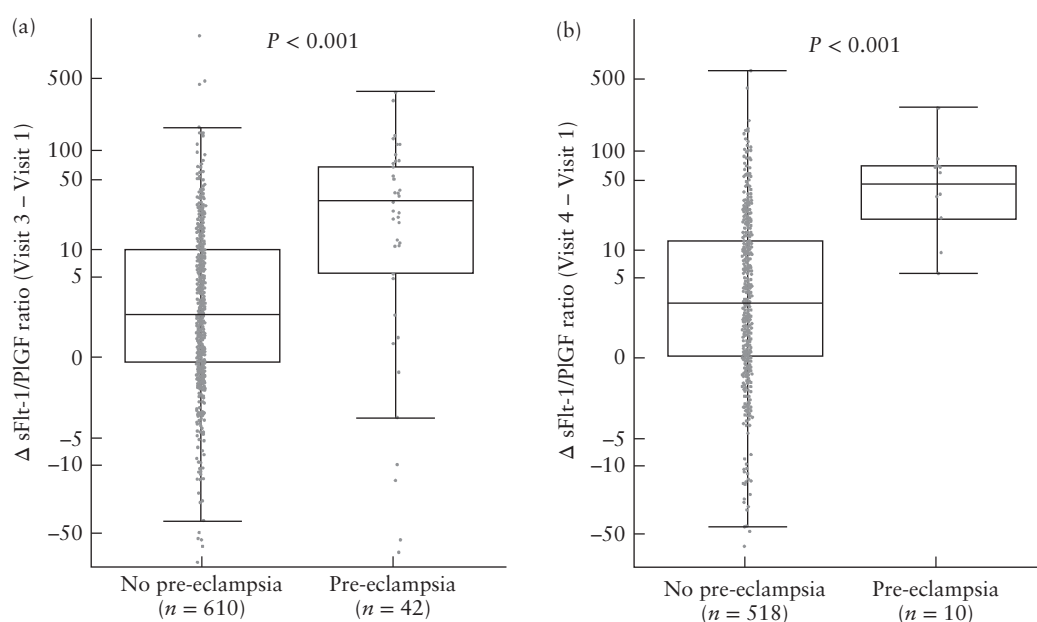 (a)
P < 0.001
Δ sFlt-1/PlGF ratio (Visit 3 – Visit 1)
500
100
50
10
5
0
–5
–10
–50
No pre-eclampsia
(n = 610)
Pre-eclampsia
(n = 42)
(b)
P < 0.001
Δ sFlt-1/PlGF ratio (Visit 4 – Visit 1)
500
100
50
10
5
0
–5
–10
–50
No pre-eclampsia
(n = 518)
Pre-eclampsia
(n = 10)